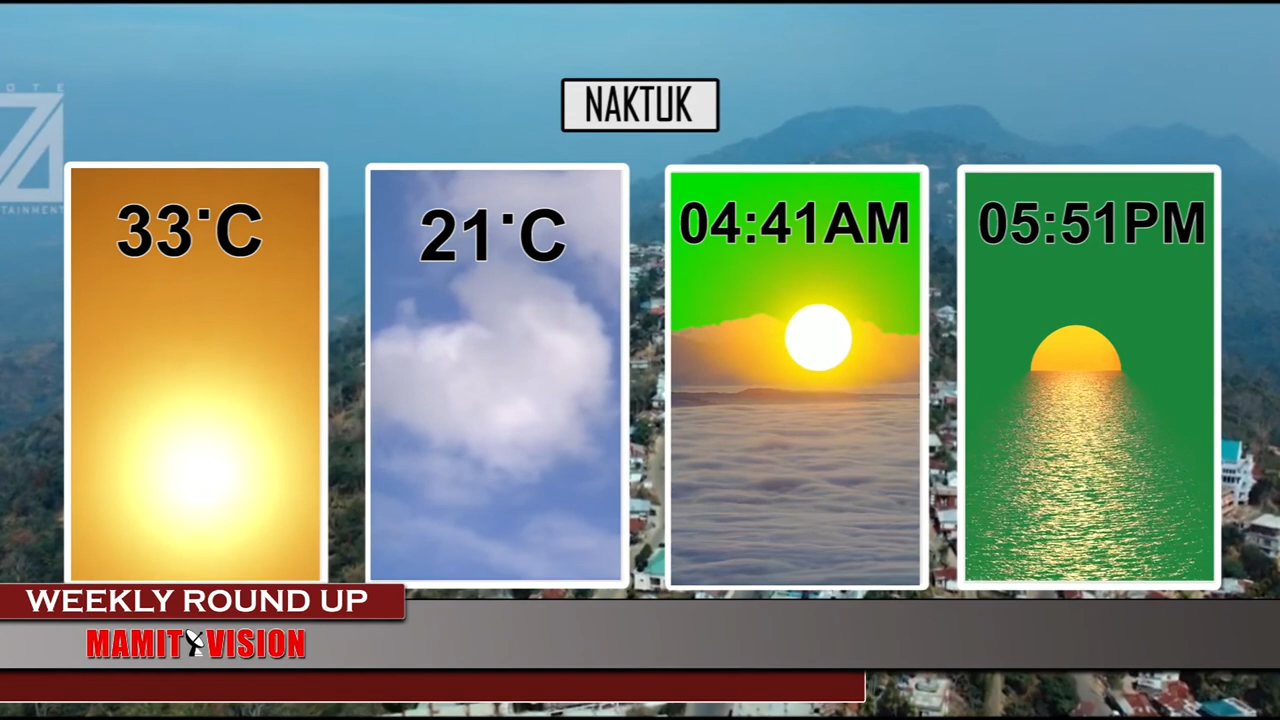 NAKTUK
33°C
21°C
04:41AM
05:51PM
WEEKLY ROUND UP
MAMIT VISION